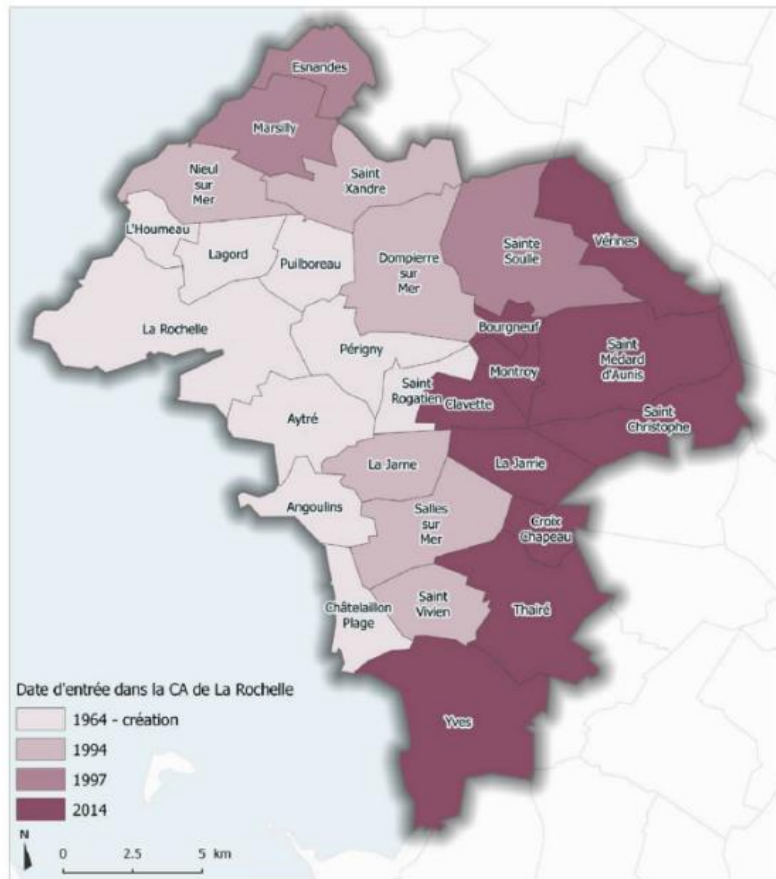 Esnandes
Marsilly
Nieul
sur
Mer
Saint
Xandre
L'Houmeau
Lagord
Puilboreau
Dompierre
sur
Mer
Sainte
Soulle
Vérines
La Rochelle
Périgny
Bourgneuf
Montroy
Saint
Médard
d'Aunis
Saint
Rogatien
Clavette
Saint
Christophe
Aytré
La Jarne
La Jarrie
Angoulins
Salles
sur
Mer
Croix
Chapeau
Châtelaillon
Plage
Saint
Vivien
Thairé
Yves
Date d'entrée dans la CA de La Rochelle
1964 - création
1994
1997
2014
N
0 2.5 5 km